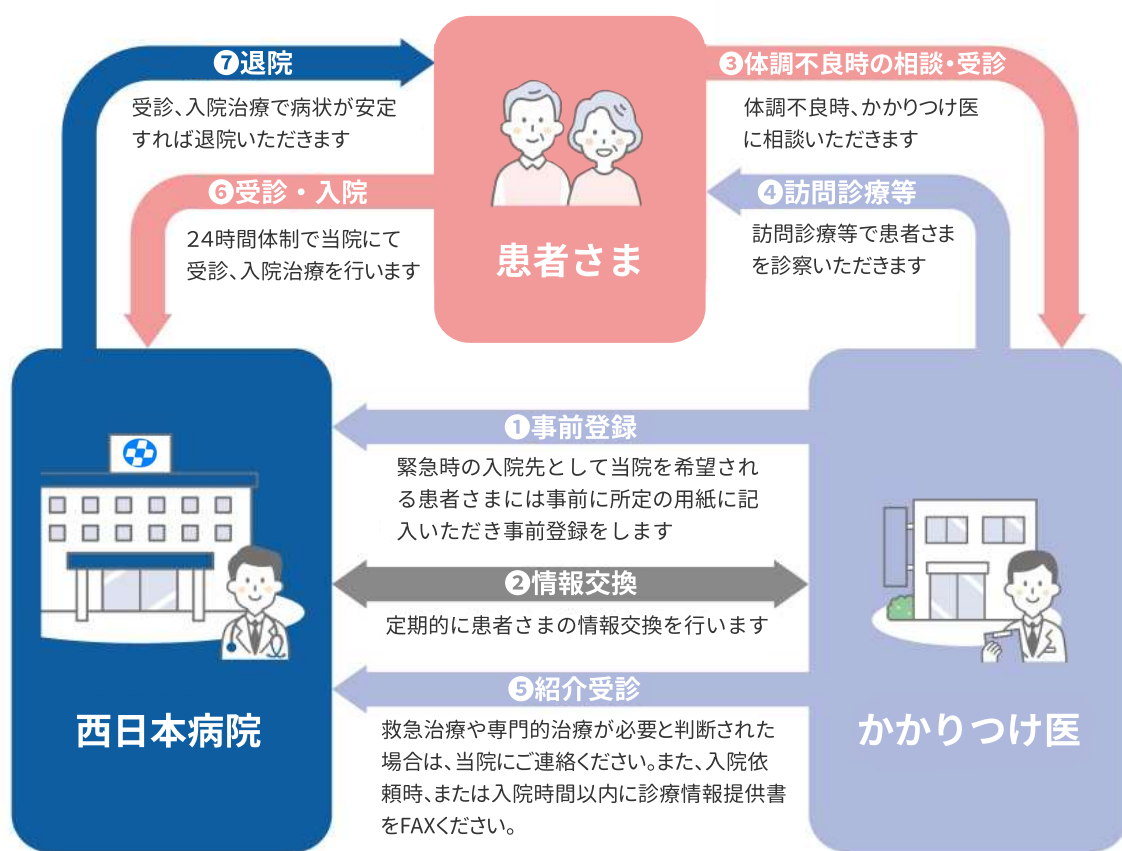 ❼退院
受診、入院治療で病状が安定
すれば退院いただきます
❸体調不良時の相談・受診
体調不良時、かかりつけ医
に相談いただきます
❻受診・入院
24時間体制で当院にて
受診、入院治療を行います
患者さま
❹訪問診療等
訪問診療等で患者さま
を診察いただきます
❶事前登録
緊急時の入院先として当院を希望され
る患者さまには事前に所定の用紙に記
入いただき事前登録をします
❷情報交換
定期的に患者さまの情報交換を行います
❺紹介受診
救急治療や専門的治療が必要と判断された
場合は、当院にご連絡ください。また、入院依
頼時、または入院時間以内に診療情報提供書
をFAXください。
西日本病院
かかりつけ医